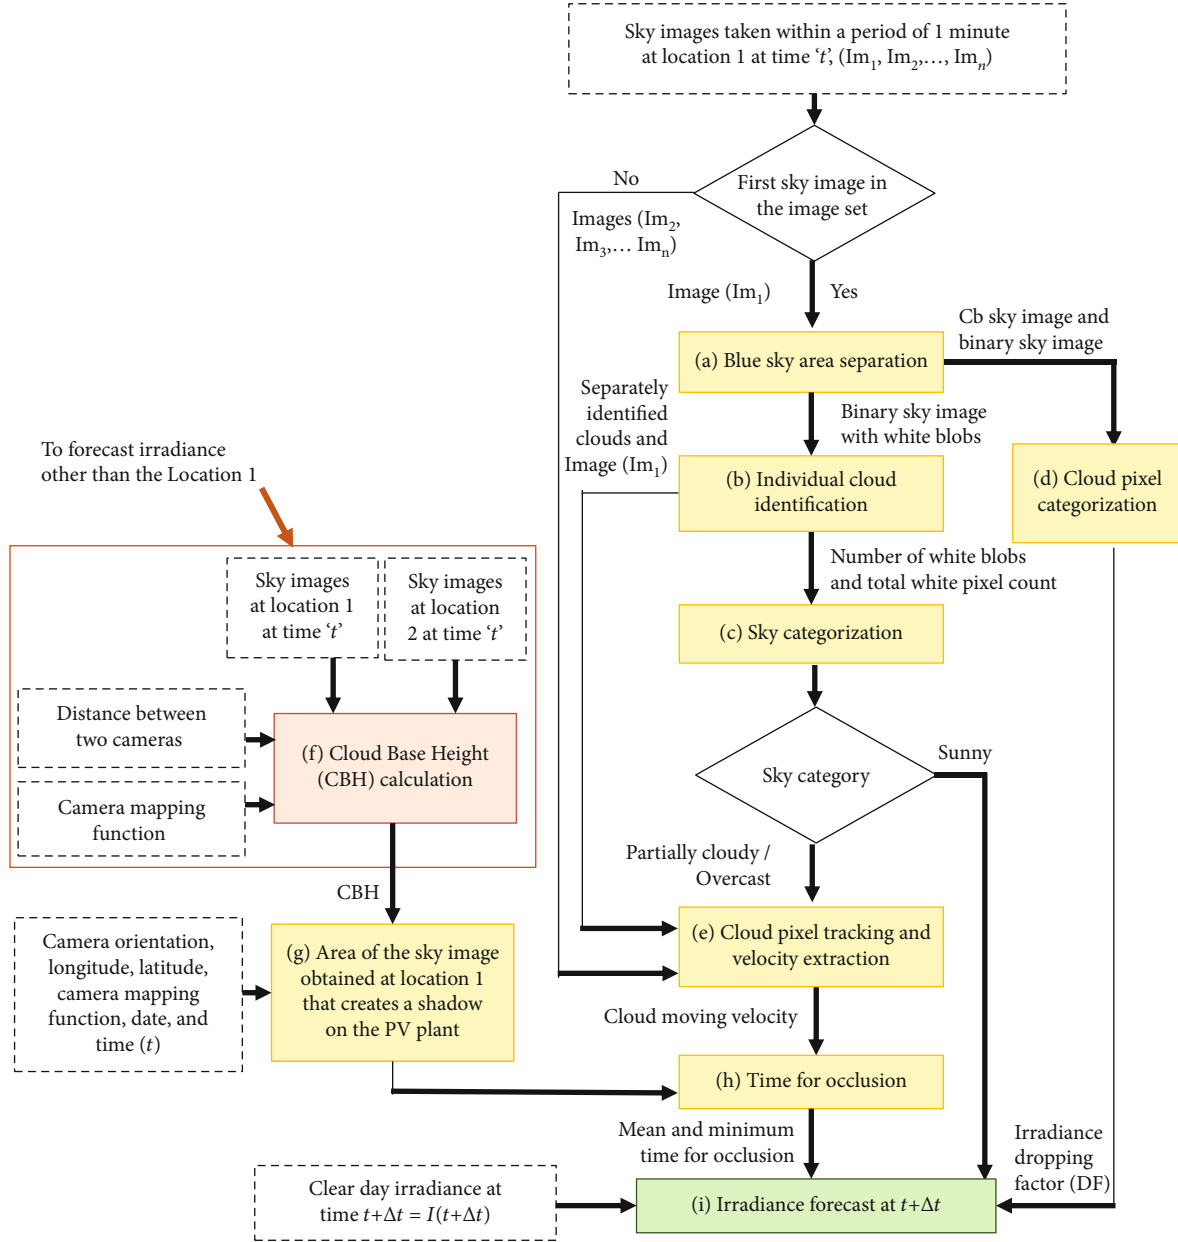 Sky images taken within a period of 1 minute
at location 1 at time ‘t’, (Im1, Im2,…, Imn)
First sky image in
the image set
No
Images (Im2,
Im3,… Imn)
Image (Im1)
Yes
Cb sky image and
binary sky image
(a) Blue sky area separation
Separately
identified
clouds and
Image (Im1)
Binary sky image
with white blobs
(b) Individual cloud
identification
(d) Cloud pixel
categorization
To forecast irradiance
other than the Location 1
Number of white blobs
and total white pixel count
Sky images
at location 1
at time ‘t’
Sky images
at location
2 at time ‘t’
(c) Sky categorization
Distance between
two cameras
(f) Cloud Base Height
(CBH) calculation
Camera mapping
function
Sky category
Sunny
Partially cloudy /
Overcast
CBH
Camera orientation,
longitude, latitude,
camera mapping
function, date, and
time (t)
(g) Area of the sky image
obtained at location 1
that creates a shadow
on the PV plant
(e) Cloud pixel tracking and
velocity extraction
Cloud moving velocity
(h) Time for occlusion
Mean and minimum
time for occlusion
Irradiance
dropping
factor (DF)
Clear day irradiance at
time t+Δt = I(t+Δt)
(i) Irradiance forecast at t+Δt